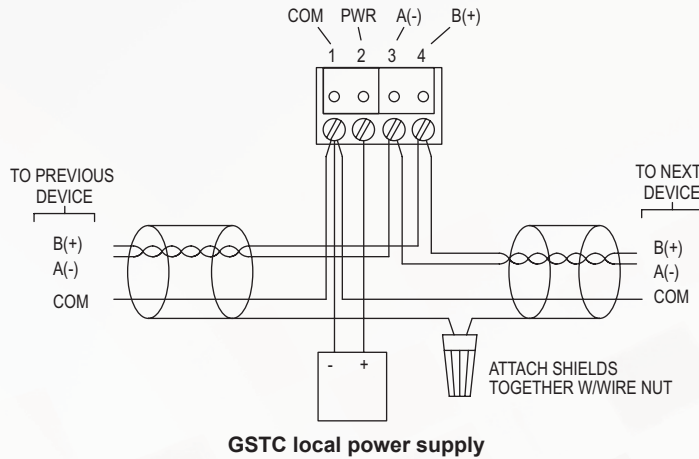 COM PWR A(-) B(+)
1 2 3 4
TO PREVIOUS
DEVICE
B(+)
A(-)
COM
TO NEXT
DEVICE
B(+)
A(-)
COM
- +
ATTACH SHIELDS
TOGETHER W/WIRE NUT
GSTC local power supply